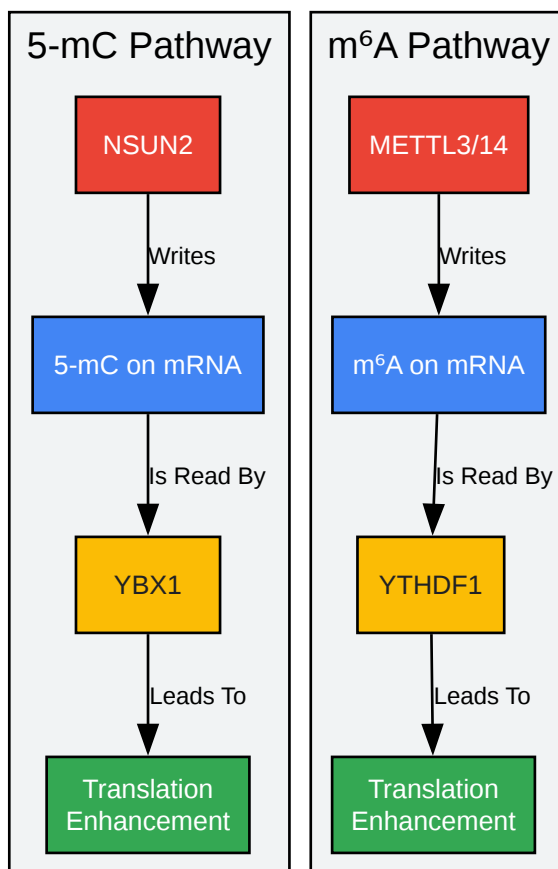 5-mC Pathway
NSUN2
Writes
5-mC on mRNA
Is Read By
YBX1
Leads To
Translation
Enhancement
m⁶A Pathway
METTL3/14
Writes
m⁶A on mRNA
Is Read By
YTHDF1
Leads To
Translation
Enhancement